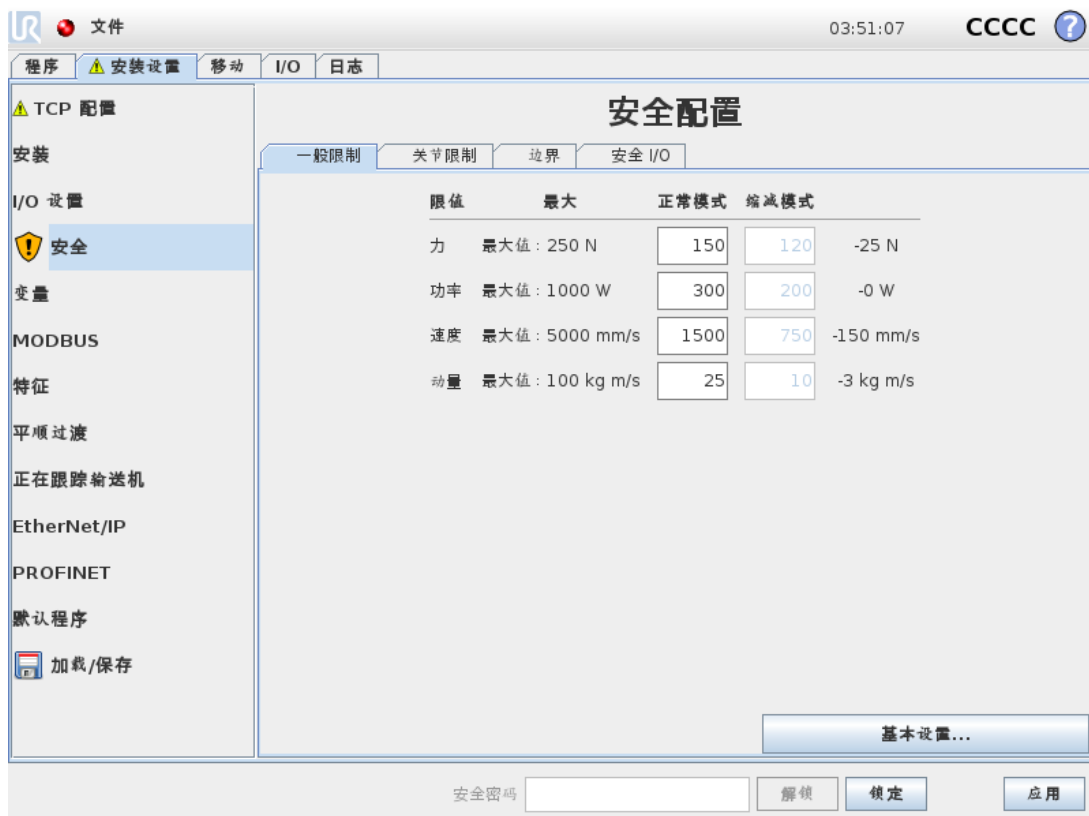 UR 文件 03:51:07 CCCC ?
程序 安装设置 移动 I/O 日志
TCP 配置
安装
I/O 设置
安全
变量
MODBUS
特征
平顺过渡
正在跟踪输送机
EtherNet/IP
PROFINET
默认程序
加载/保存
安全配置
一般限制 关节限制 边界 安全 I/O
限值 最大 正常模式 缩减模式
力 最大值：250 N 150 120 -25 N
功率 最大值：1000 W 300 200 -0 W
速度 最大值：5000 mm/s 1500 750 -150 mm/s
动量 最大值：100 kg m/s 25 10 -3 kg m/s
基本设置...
安全密码 解锁 锁定 应用